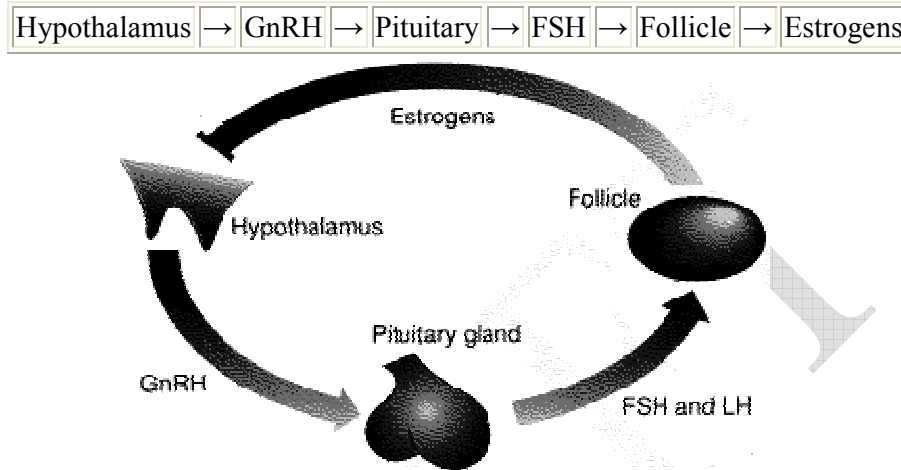 Hypothalamus → GnRH → Pituitary → FSH → Follicle → Estrogens
Estrogens
Follicle
Hypothalamus
Pituitary gland
GnRH
FSH and LH